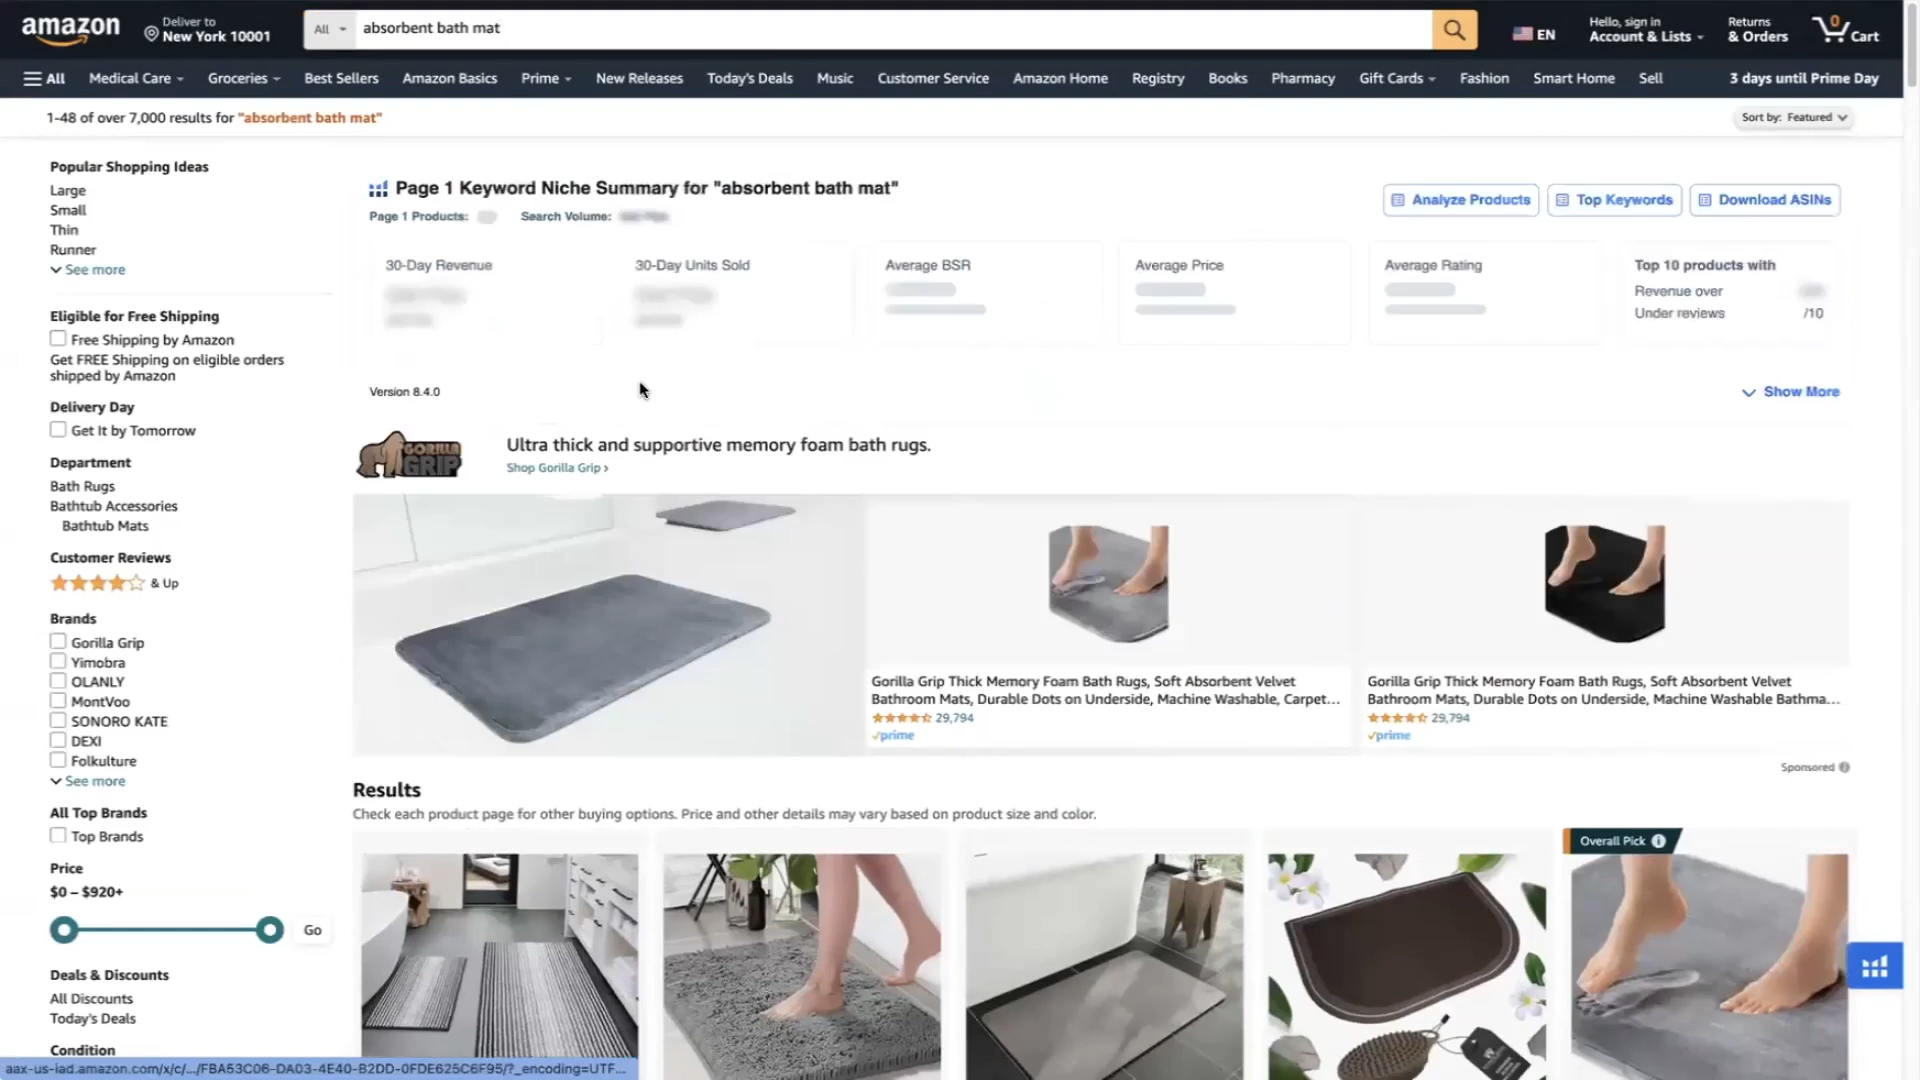 amazon
Deliver to
New York 10001
All
absorbent bath mat
EN
Hello, sign in
Account & Lists
Returns
& Orders
0
Cart
All
Medical Care
Groceries
Best Sellers
Amazon Basics
Prime
New Releases
Today's Deals
Music
Customer Service
Amazon Home
Registry
Books
Pharmacy
Gift Cards
Fashion
Smart Home
Sell
3 days until Prime Day
1-48 of over 7,000 results for "absorbent bath mat"
Sort by: Featured
Popular Shopping Ideas
Large
Small
Thin
Runner
See more
Eligible for Free Shipping
Free Shipping by Amazon
Get FREE Shipping on eligible orders
shipped by Amazon
Delivery Day
Get It by Tomorrow
Department
Bath Rugs
Bathtub Accessories
Bathtub Mats
Customer Reviews
& Up
Brands
Gorilla Grip
Yimobra
OLANLY
MontVoo
SONORO KATE
DEXI
Folkulture
See more
All Top Brands
Top Brands
Price
$0 – $920+
Go
Deals & Discounts
All Discounts
Today's Deals
Condition
Page 1 Keyword Niche Summary for "absorbent bath mat"
Page 1 Products:
Search Volume:
Analyze Products
Top Keywords
Download ASINs
30-Day Revenue
30-Day Units Sold
Average BSR
Average Price
Average Rating
Top 10 products with
Revenue over
Under reviews
/10
Version 8.4.0
Show More
GORILLA
GRIP
Ultra thick and supportive memory foam bath rugs.
Shop Gorilla Grip ›
Gorilla Grip Thick Memory Foam Bath Rugs, Soft Absorbent Velvet
Bathroom Mats, Durable Dots on Underside, Machine Washable, Carpet...
29,794
prime
Gorilla Grip Thick Memory Foam Bath Rugs, Soft Absorbent Velvet
Bathroom Mats, Durable Dots on Underside, Machine Washable Bathma...
29,794
prime
Sponsored
Results
Check each product page for other buying options. Price and other details may vary based on product size and color.
Overall Pick
aax-us-iad.amazon.com/x/c/.../FBA53C06-DA03-4E40-B2DD-0FDE625C6F95/?_encoding=UTF...